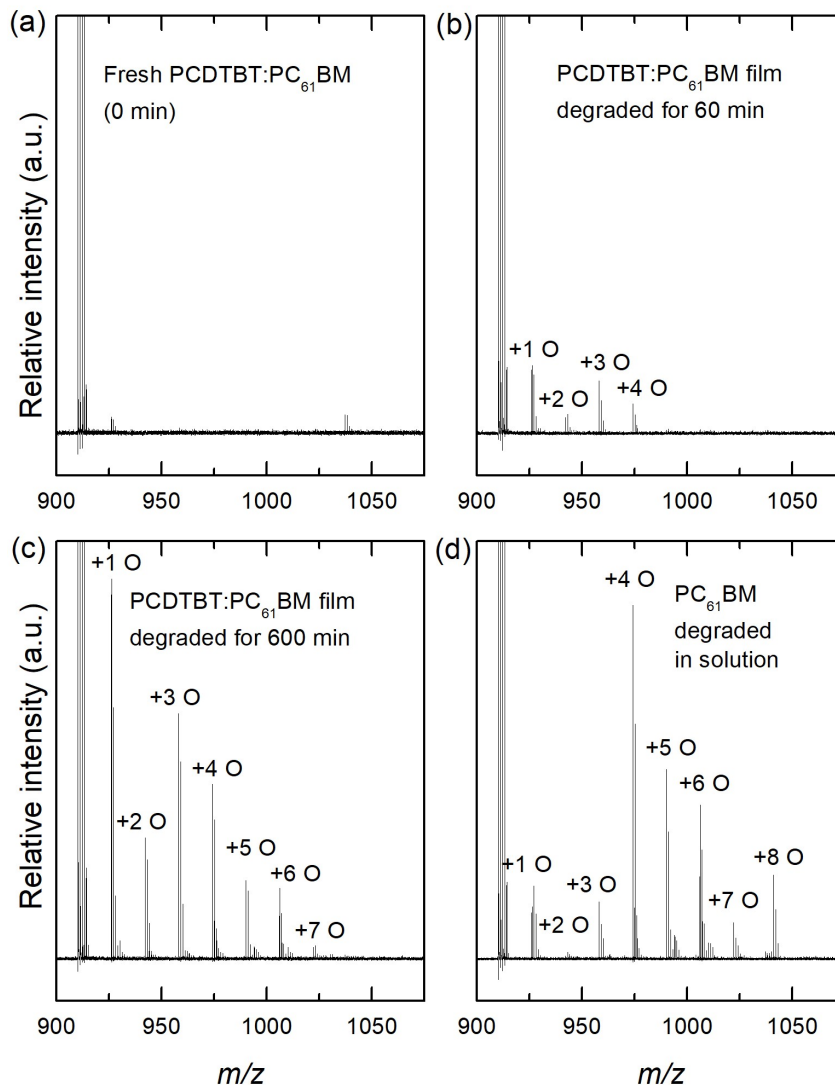 (a)
Fresh PCDTBT:PC₆₁BM
(0 min)
Relative intensity (a.u.)
900 950 1000 1050
(b)
PCDTBT:PC₆₁BM film
degraded for 60 min
+1 O
+2 O
+3 O
+4 O
900 950 1000 1050
(c)
PCDTBT:PC₆₁BM film
degraded for 600 min
+1 O
+2 O
+3 O
+4 O
+5 O
+6 O
+7 O
Relative intensity (a.u.)
900 950 1000 1050
m/z
(d)
PC₆₁BM
degraded
in solution
+1 O
+2 O
+3 O
+4 O
+5 O
+6 O
+7 O
+8 O
900 950 1000 1050
m/z